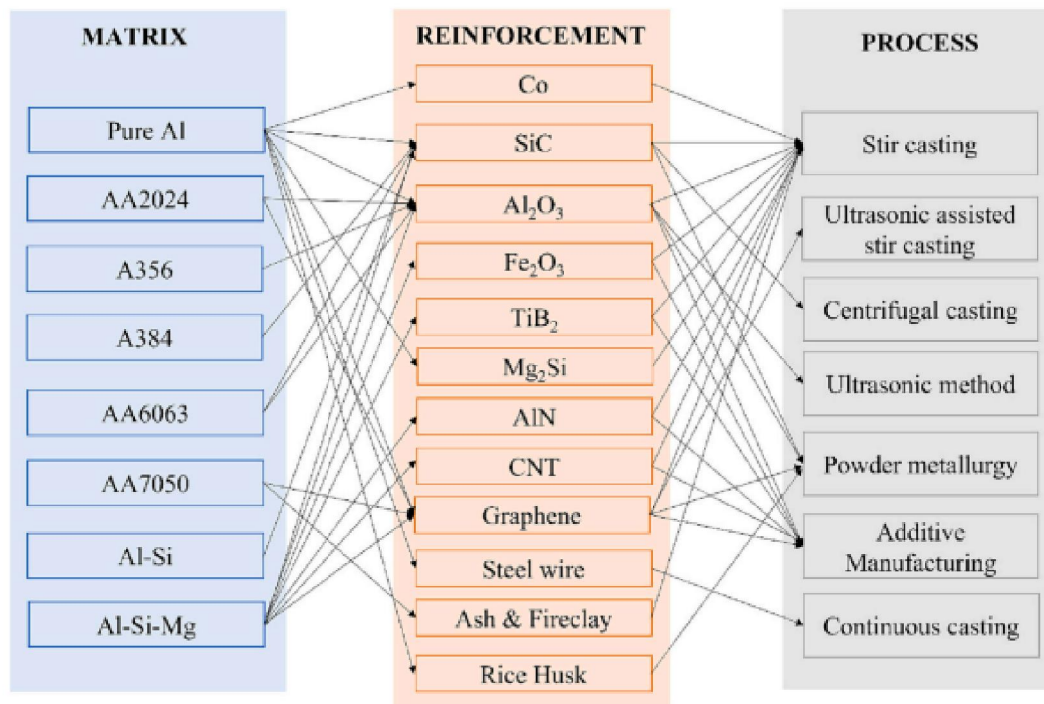 MATRIX
Pure Al
AA2024
A356
A384
AA6063
AA7050
Al-Si
Al-Si-Mg
REINFORCEMENT
Co
SiC
Al₂O₃
Fe₂O₃
TiB₂
Mg₂Si
AlN
CNT
Graphene
Steel wire
Ash & Fireclay
Rice Husk
PROCESS
Stir casting
Ultrasonic assisted
stir casting
Centrifugal casting
Ultrasonic method
Powder metallurgy
Additive
Manufacturing
Continuous casting